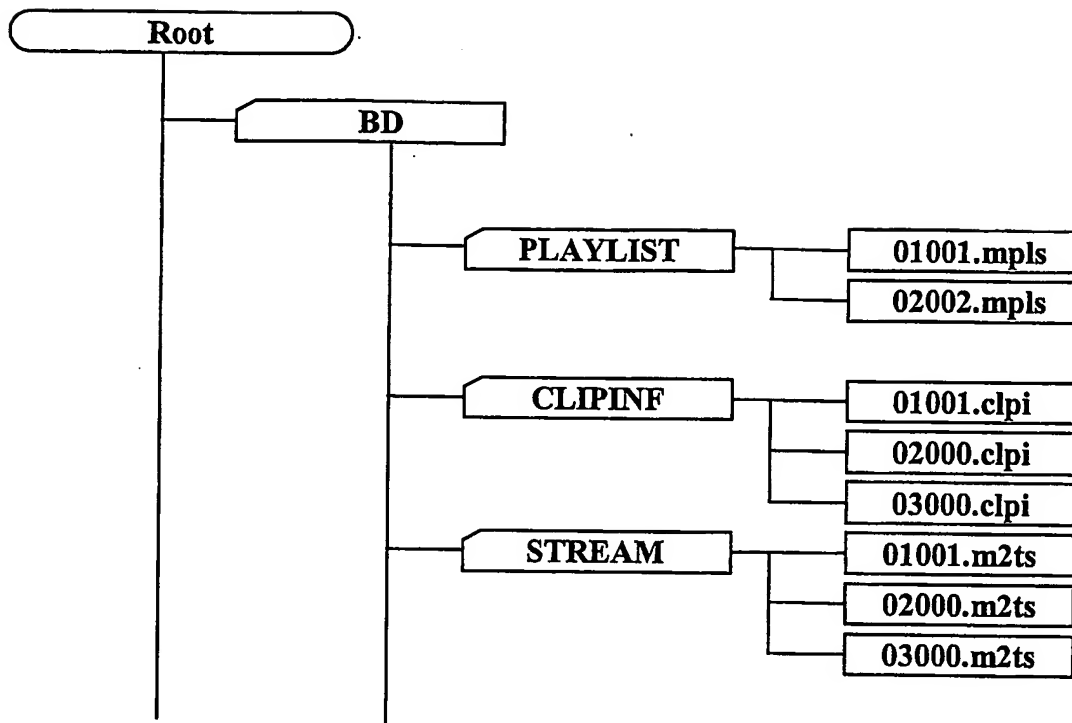 Root
BD
PLAYLIST
01001.mpls
02002.mpls
CLIPINF
01001.clpi
02000.clpi
03000.clpi
STREAM
01001.m2ts
02000.m2ts
03000.m2ts